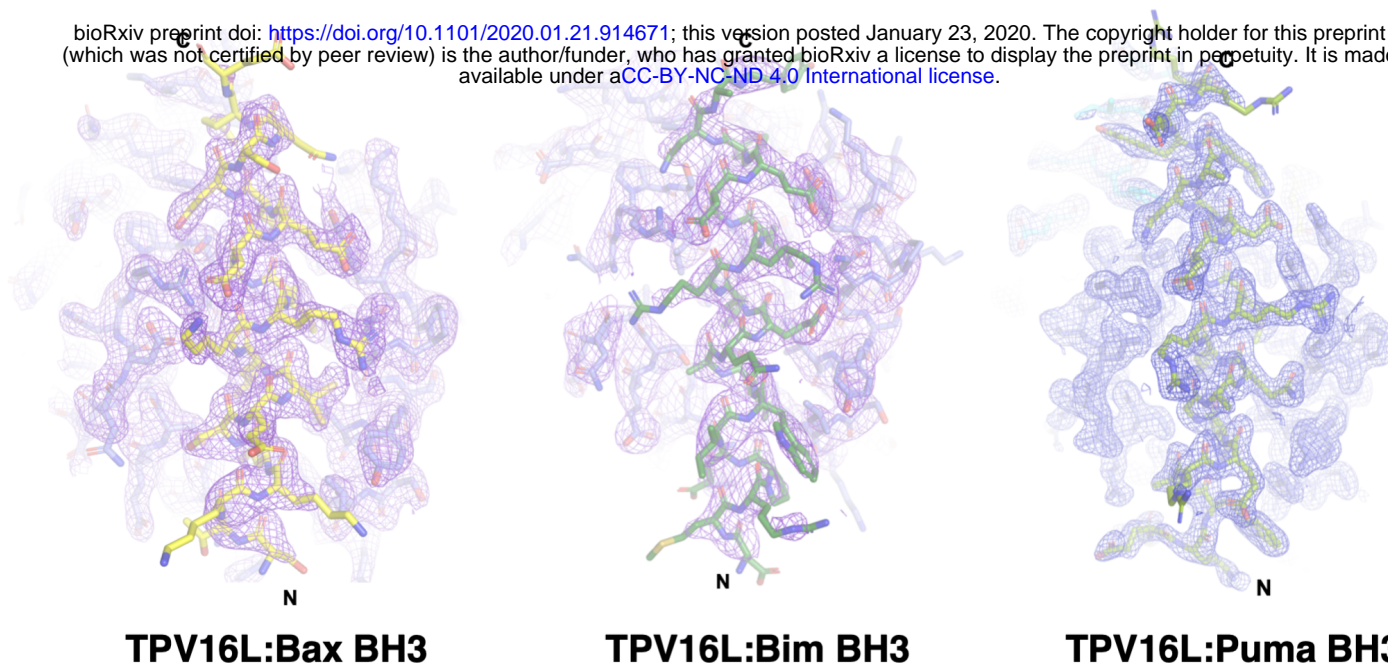 bioRxiv preprint doi: https://doi.org/10.1101/2020.01.21.914671; this version posted January 23, 2020. The copyright holder for this preprint
(which was not certified by peer review) is the author/funder, who has granted bioRxiv a license to display the preprint in perpetuity. It is made
available under aCC-BY-NC-ND 4.0 International license.
C C C
N N N
TPV16L:Bax BH3 TPV16L:Bim BH3 TPV16L:Puma BH3